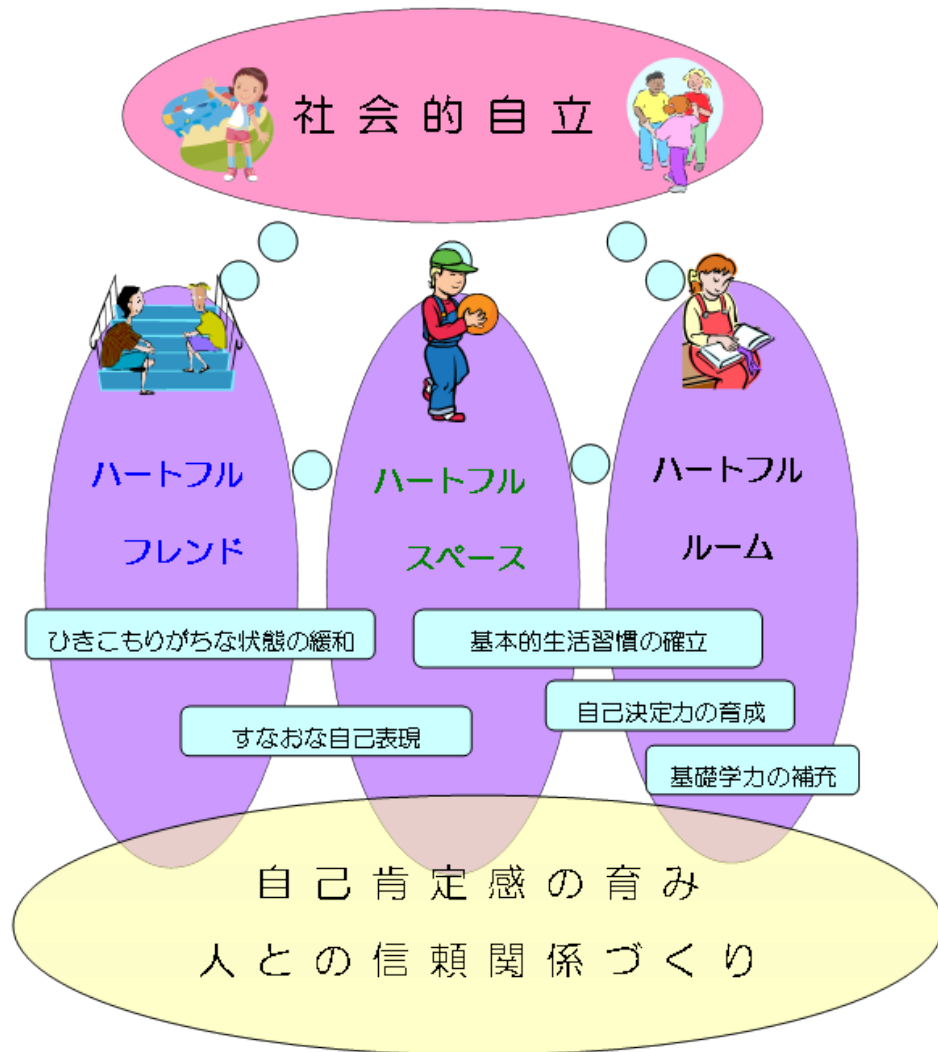 社会的自立
ハートフル
フレンド
ハートフル
スペース
ハートフル
ルーム
ひきこもりがちな状態の緩和
基本的生活習慣の確立
自己決定力の育成
すなおな自己表現
基礎学力の補充
自己肯定感の育み
人との信頼関係づくり